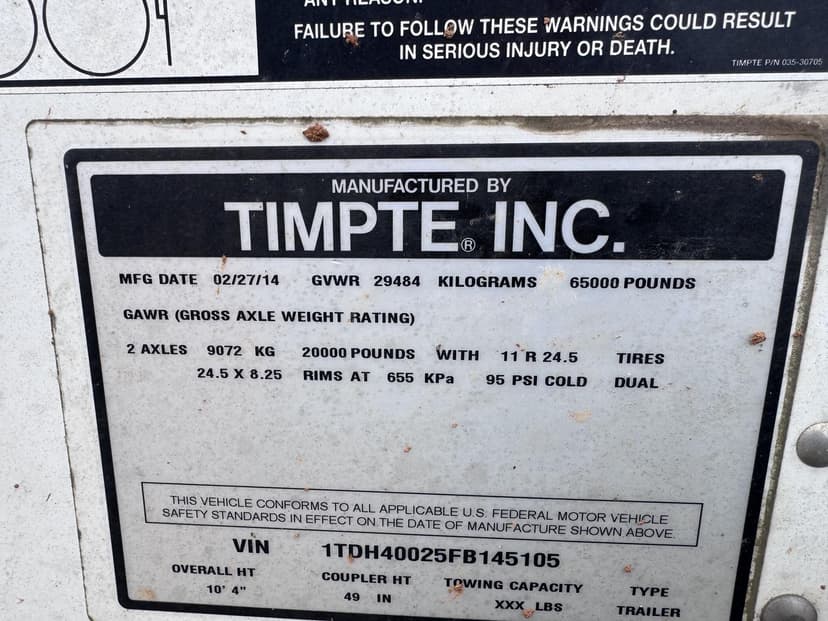 ANY REASON.
FAILURE TO FOLLOW THESE WARNINGS COULD RESULT
IN SERIOUS INJURY OR DEATH.
TIMPTE P/N 035-30705
MANUFACTURED BY
TIMPTE® INC.
MFG DATE 02/27/14 GVWR 29484 KILOGRAMS 65000 POUNDS
GAWR (GROSS AXLE WEIGHT RATING)
2 AXLES 9072 KG 20000 POUNDS WITH 11 R 24.5 TIRES
24.5 X 8.25 RIMS AT 655 KPa 95 PSI COLD DUAL
THIS VEHICLE CONFORMS TO ALL APPLICABLE U.S. FEDERAL MOTOR VEHICLE
SAFETY STANDARDS IN EFFECT ON THE DATE OF MANUFACTURE SHOWN ABOVE.
VIN 1TDH40025FB145105
OVERALL HT COUPLER HT TOWING CAPACITY TYPE
10' 4" 49 IN XXX LBS TRAILER